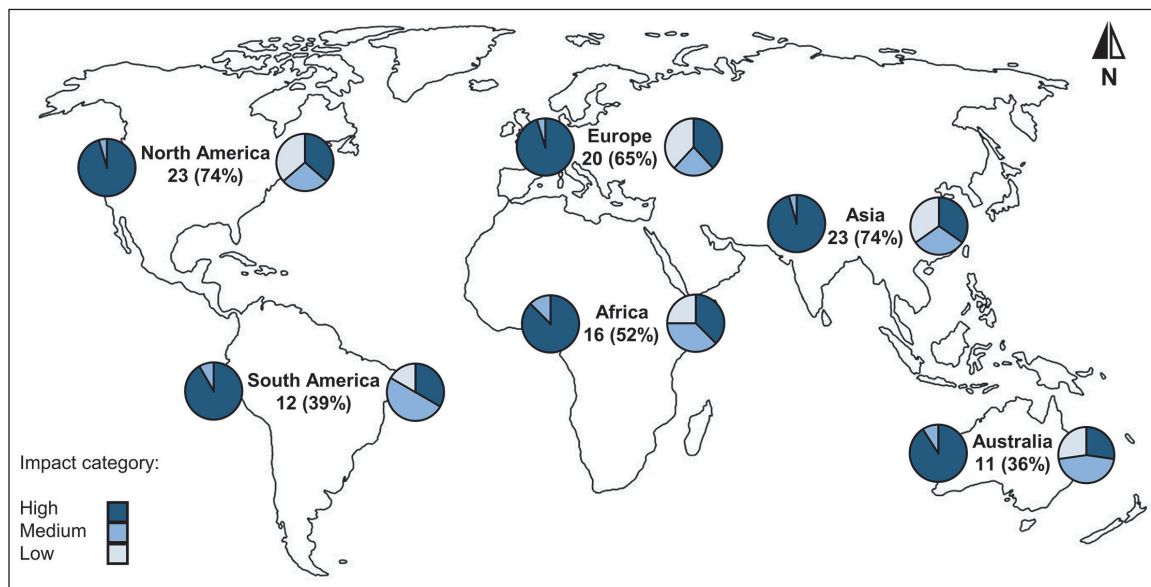 N
North America
23 (74%)
Europe
20 (65%)
Asia
23 (74%)
Africa
16 (52%)
South America
12 (39%)
Australia
11 (36%)
Impact category:
High
Medium
Low